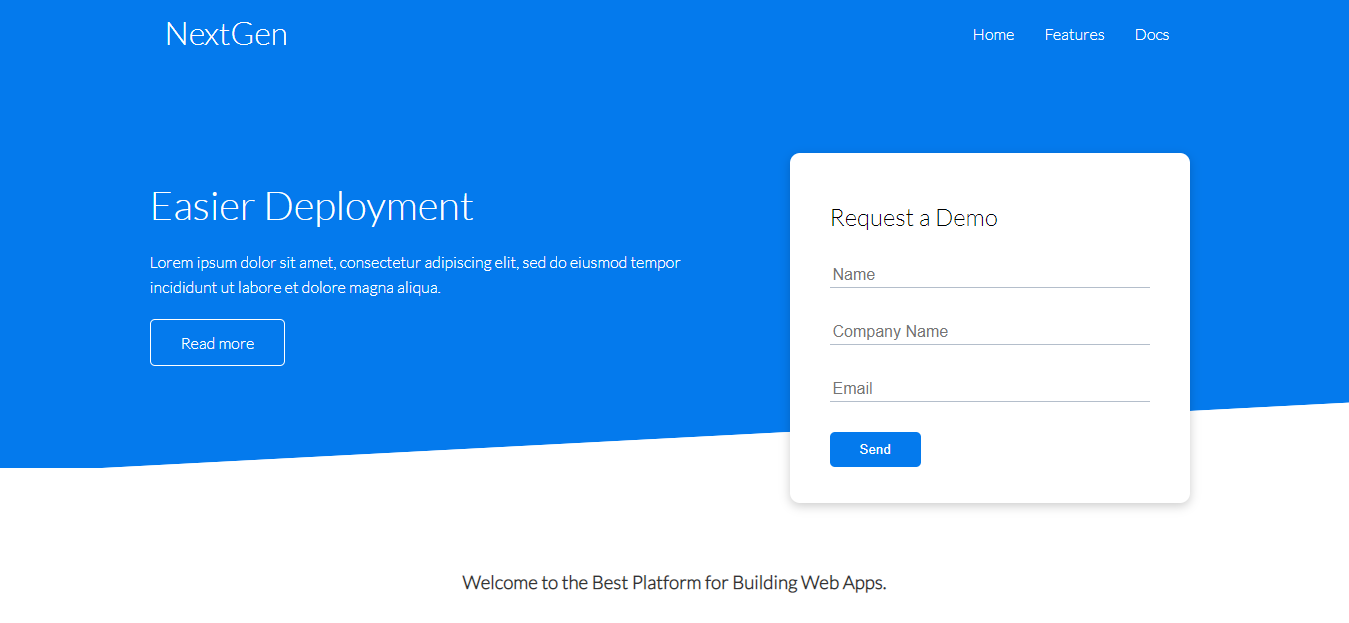 NextGen
Home Features Docs
Easier Deployment
Lorem ipsum dolor sit amet, consectetur adipiscing elit, sed do eiusmod tempor
incididunt ut labore et dolore magna aliqua.
Read more
Request a Demo
Name
Company Name
Email
Send
Welcome to the Best Platform for Building Web Apps.